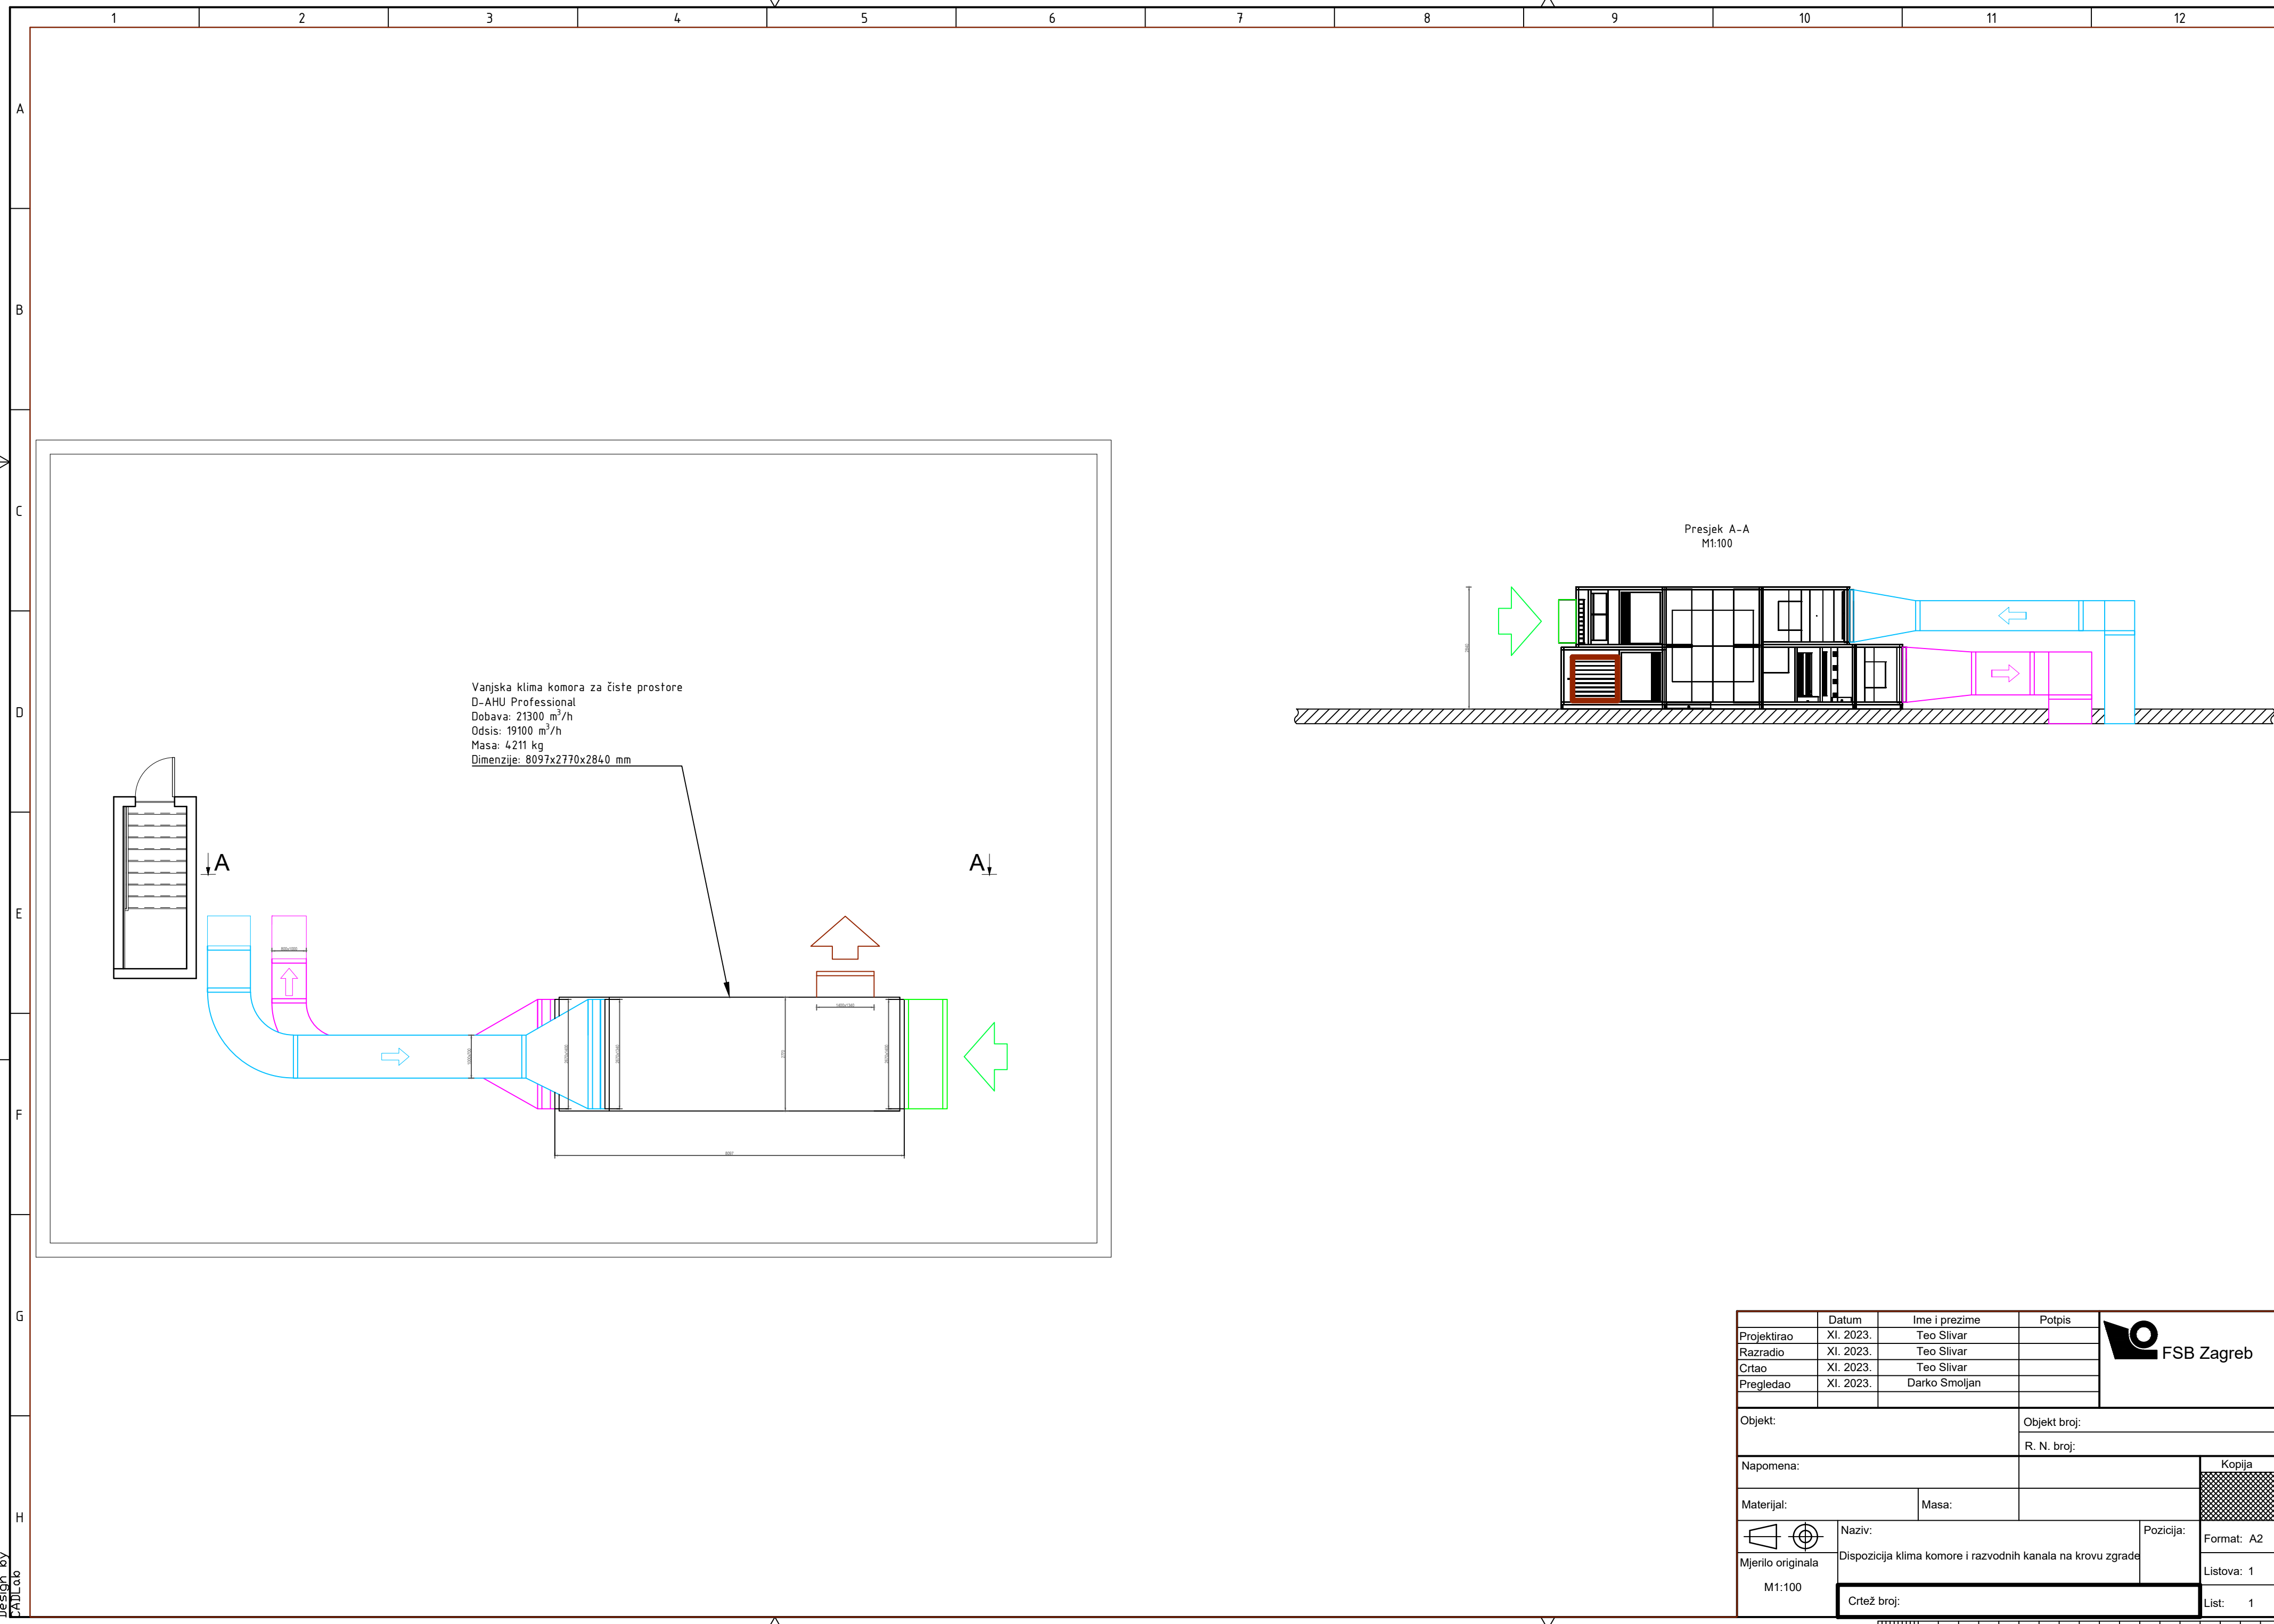 1 2 3 4 5 6 7 8 9 10 11 12
A
B
C
D
E
F
G
H
Presjek A-A
M1:100
Vanjska klima komora za čiste prostore
D-AHU Professional
Dobava: 21300 m³/h
Odsis: 19100 m³/h
Masa: 4211 kg
Dimenzije: 8097x2770x2840 mm
A A
Datum Ime i prezime Potpis
Projektirao XI. 2023. Teo Slivar
Razradio XI. 2023. Teo Slivar
Crtao XI. 2023. Teo Slivar
Pregledao XI. 2023. Darko Smoljan
FSB Zagreb
Objekt:
Objekt broj:
R. N. broj:
Napomena:
Kopija
Materijal:
Masa:
Naziv:
Pozicija:
Dispozicija klima komore i razvodnih kanala na krovu zgrade
Format: A2
Mjerilo originala
M1:100
Listova: 1
Crtež broj:
List: 1
Design by
CADLab